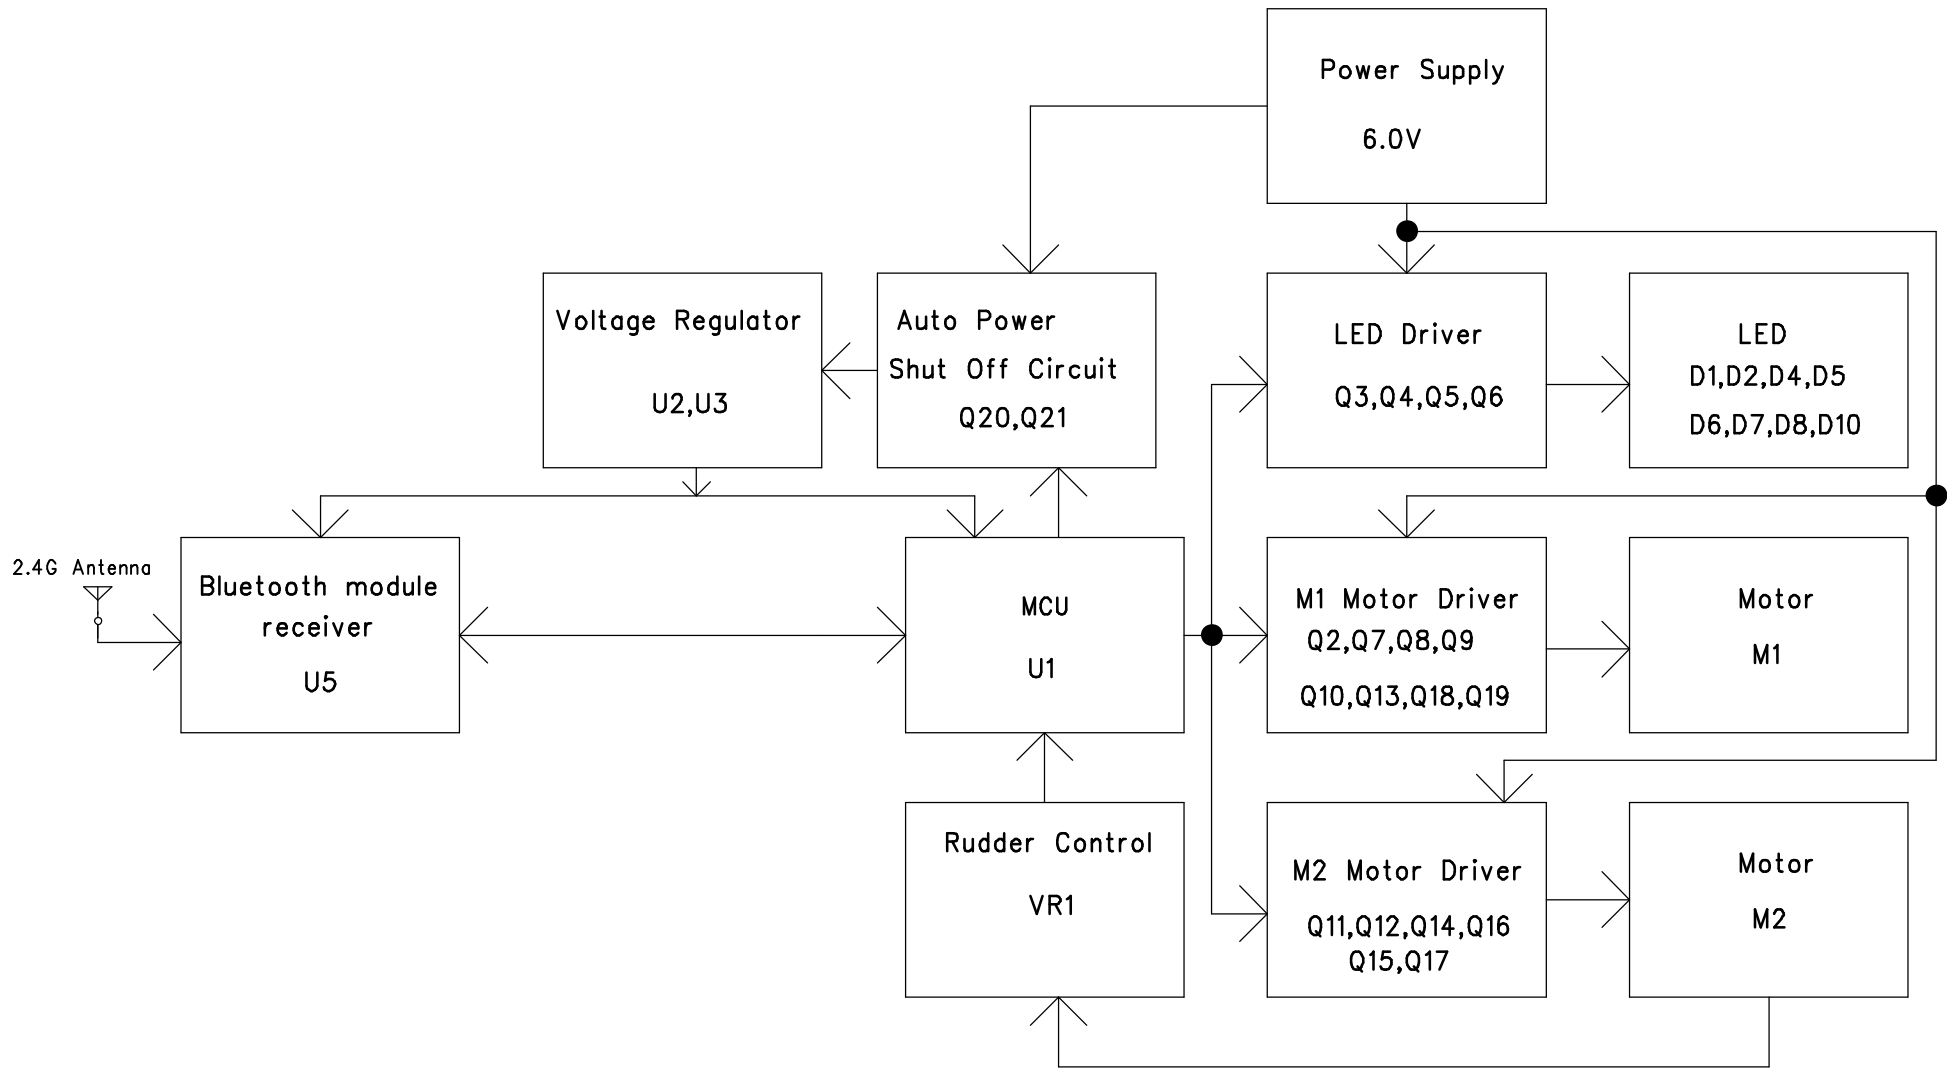 Power Supply
6.0V
Voltage Regulator
U2,U3
Auto Power
Shut Off Circuit
Q20,Q21
LED Driver
Q3,Q4,Q5,Q6
LED
D1,D2,D4,D5
D6,D7,D8,D10
2.4G Antenna
Bluetooth module
receiver
U5
MCU
U1
M1 Motor Driver
Q2,Q7,Q8,Q9
Q10,Q13,Q18,Q19
Motor
M1
Rudder Control
VR1
M2 Motor Driver
Q11,Q12,Q14,Q16
Q15,Q17
Motor
M2